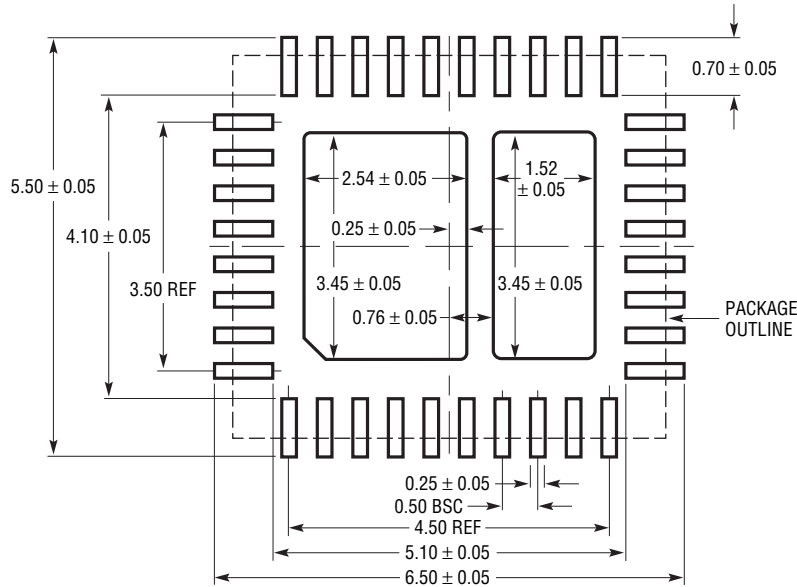 0.70 ± 0.05
5.50 ± 0.05
2.54 ± 0.05
1.52
± 0.05
4.10 ± 0.05
0.25 ± 0.05
3.50 REF
3.45 ± 0.05
3.45 ± 0.05
0.76 ± 0.05
PACKAGE
OUTLINE
0.25 ± 0.05
0.50 BSC
4.50 REF
5.10 ± 0.05
6.50 ± 0.05